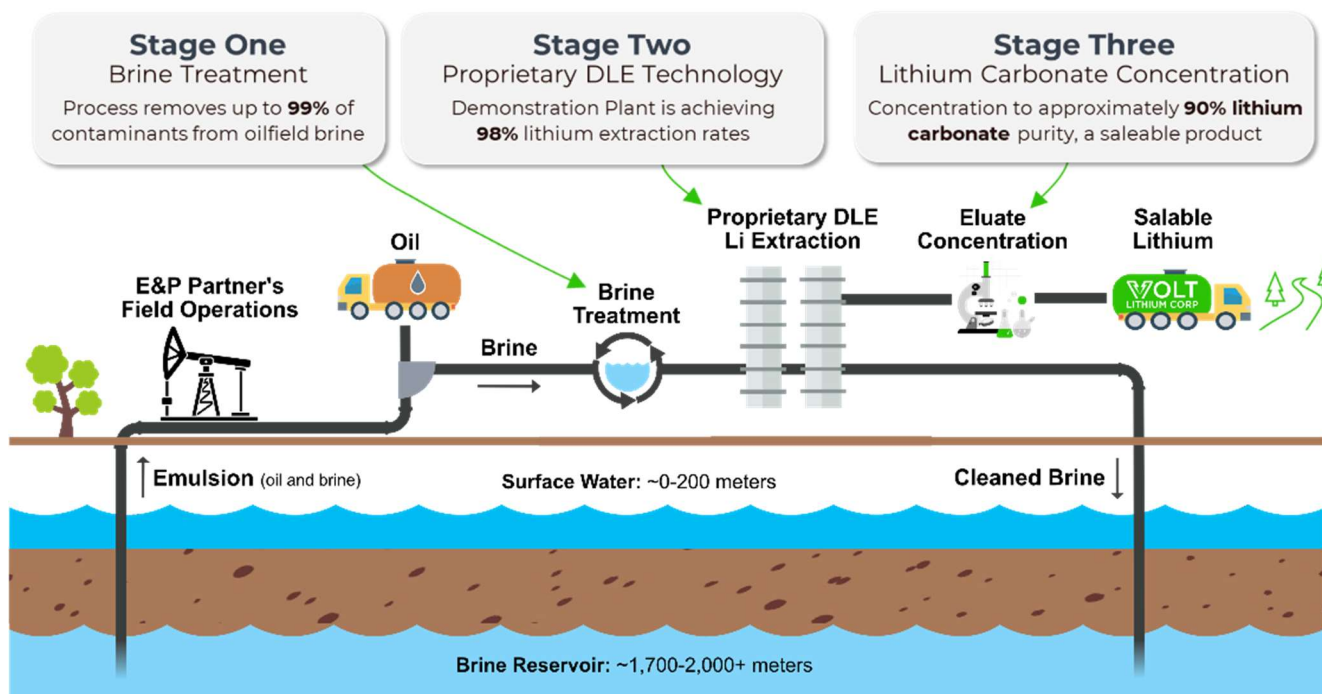 Stage One
Brine Treatment
Process removes up to 99% of
contaminants from oilfield brine
Stage Two
Proprietary DLE Technology
Demonstration Plant is achieving
98% lithium extraction rates
Stage Three
Lithium Carbonate Concentration
Concentration to approximately 90% lithium
carbonate purity, a saleable product
E&P Partner's
Field Operations
Oil
Brine
Brine
Treatment
Proprietary DLE
Li Extraction
Eluate
Concentration
Salable
Lithium
VOLT
LITHIUM CORP
Emulsion (oil and brine)
Surface Water: ~0-200 meters
Cleaned Brine
Brine Reservoir: ~1,700-2,000+ meters